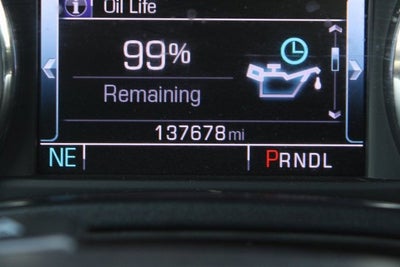 i Oil Life
99%
Remaining
137678 mi
NE PRNDL